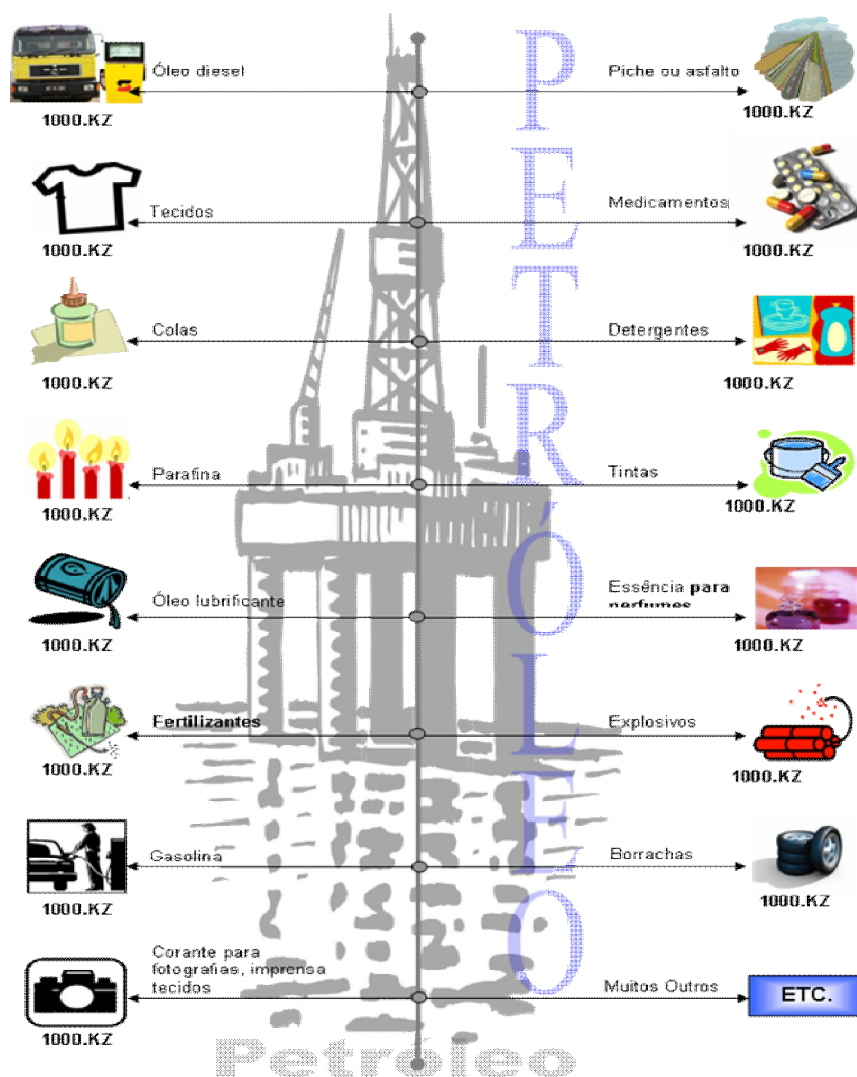 Óleo diesel
Piche ou asfalto
1000.KZ
1000.KZ
Tecidos
Medicamentos
1000.KZ
1000.KZ
Colas
Detergentes
1000.KZ
1000.KZ
Parafina
Tintas
1000.KZ
1000.KZ
Óleo lubrificante
Essência para
perfumes
1000.KZ
1000.KZ
Fertilizantes
Explosivos
1000.KZ
1000.KZ
Gasolina
Borrachas
1000.KZ
1000.KZ
Corante para
fotografias, imprensa
tecidos
Muitos Outros
ETC.
1000.KZ
PETRÓLEO
Petróleo